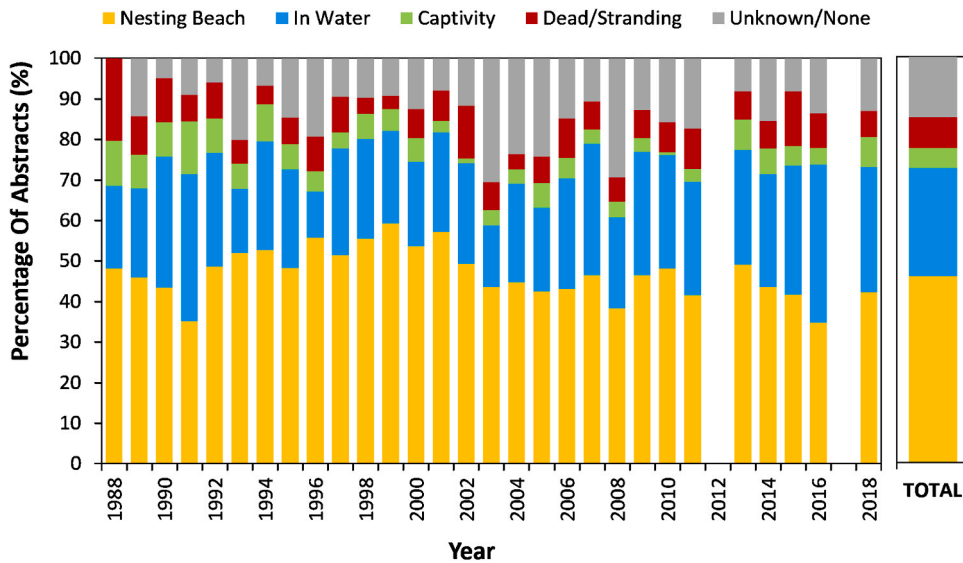 Nesting Beach In Water Captivity Dead/Stranding Unknown/None
Percentage Of Abstracts (%)
100
90
80
70
60
50
40
30
20
10
0
1988 1990 1992 1994 1996 1998 2000 2002 2004 2006 2008 2010 2012 2014 2016 2018 TOTAL
Year